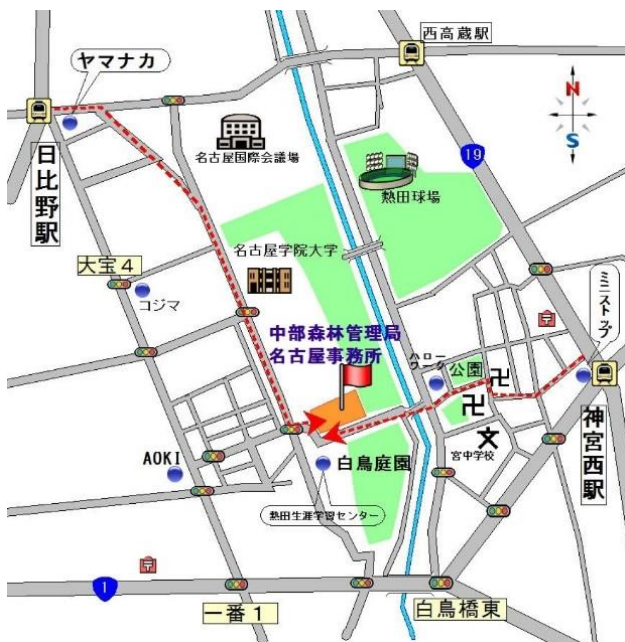 西高蔵駅
ヤマナカ
N
S
19
名古屋国際会議場
熱田球場
日比野駅
名古屋学院大学
大宝4
コジマ
ミニストップ
中部森林管理局
名古屋事務所
ハロー
ワーク
公園
卍
卍
文
宮中学校
神宮西駅
AOKI
白鳥庭園
熱田生涯学習センター
1
一番1
白鳥橋東